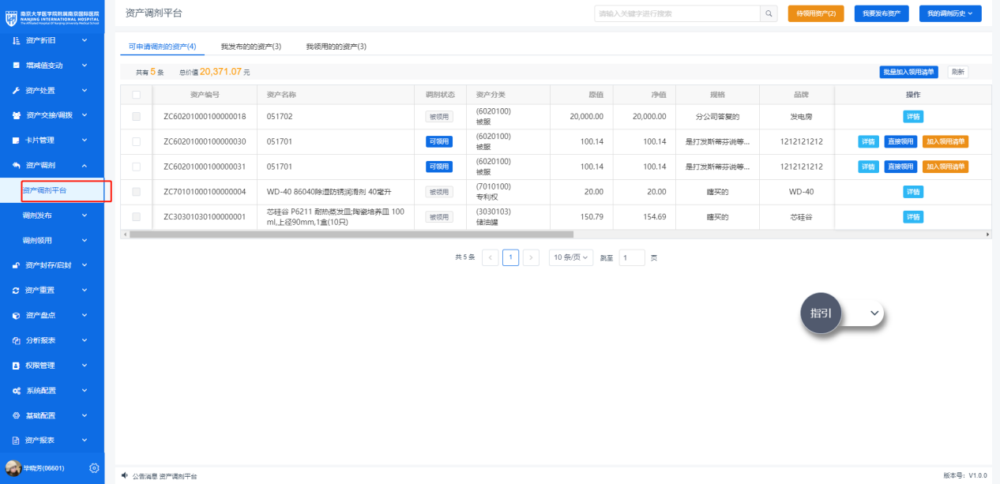 南京大学医学院附属南京国际医院
NANJING INTERNATIONAL HOSPITAL
The Affiliated Hospital Of Nanjing University Medical School
资产折旧
增减值变动
资产处置
资产交接/调拨
卡片管理
资产调剂
资产调剂平台
调剂发布
调剂领用
资产封存/启封
资产重置
资产盘点
分析报表
权限管理
系统配置
基础配置
资产报表
毕晓芳(06601)
资产调剂平台
请输入关键字进行搜索
待领用资产(2)
我要发布资产
我的调剂历史
可申请调剂的资产(4)
我发布的的资产(3)
我领用的的资产(3)
共有 5 条 总价值 20,371.07 元
批量加入领用清单
刷新
资产编号 资产名称 调剂状态 资产分类 原值 净值 规格 品牌 操作
ZC60201000100000018 051702 被领用 (6020100) 被服 20,000.00 20,000.00 分公司答复的 发电房 详情
ZC60201000100000030 051701 可领用 (6020100) 被服 100.14 100.14 是打发斯蒂芬说等... 1212121212 详情 直接领用 加入领用清单
ZC60201000100000031 051701 可领用 (6020100) 被服 100.14 100.14 是打发斯蒂芬说等... 1212121212 详情 直接领用 加入领用清单
ZC70101000100000004 WD-40 86040除湿防锈润滑剂 40毫升 被领用 (7010100) 专利权 20.00 20.00 瞎买的 WD-40 详情
ZC30301030100000001 芯硅谷 P6211 耐热蒸发皿;陶瓷培养皿 100 ml,上径90mm,1盒(10只) 被领用 (3030103) 储油罐 150.79 154.69 瞎买的 芯硅谷 详情
共 5 条 1 10 条/页 跳至 1 页
指引
公告消息 资产调剂平台
版本号: V1.0.0